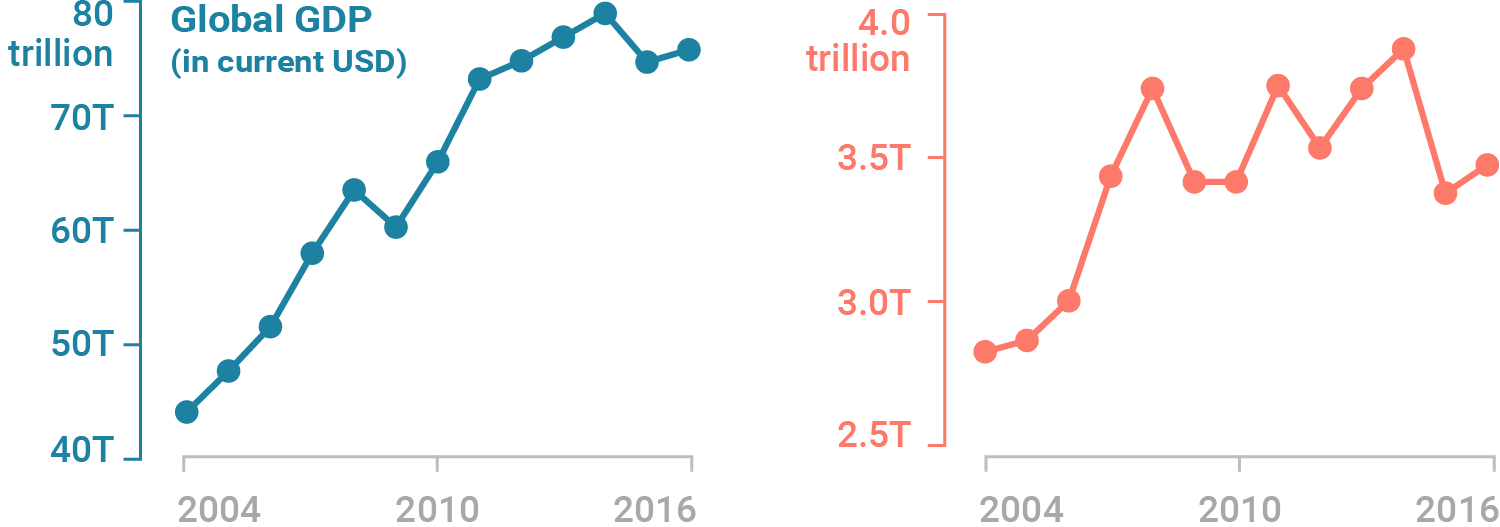 Global GDP
(in current USD)
80
trillion
70T
60T
50T
40T
2004
2010
2016
4.0
trillion
3.5T
3.0T
2.5T
2004
2010
2016